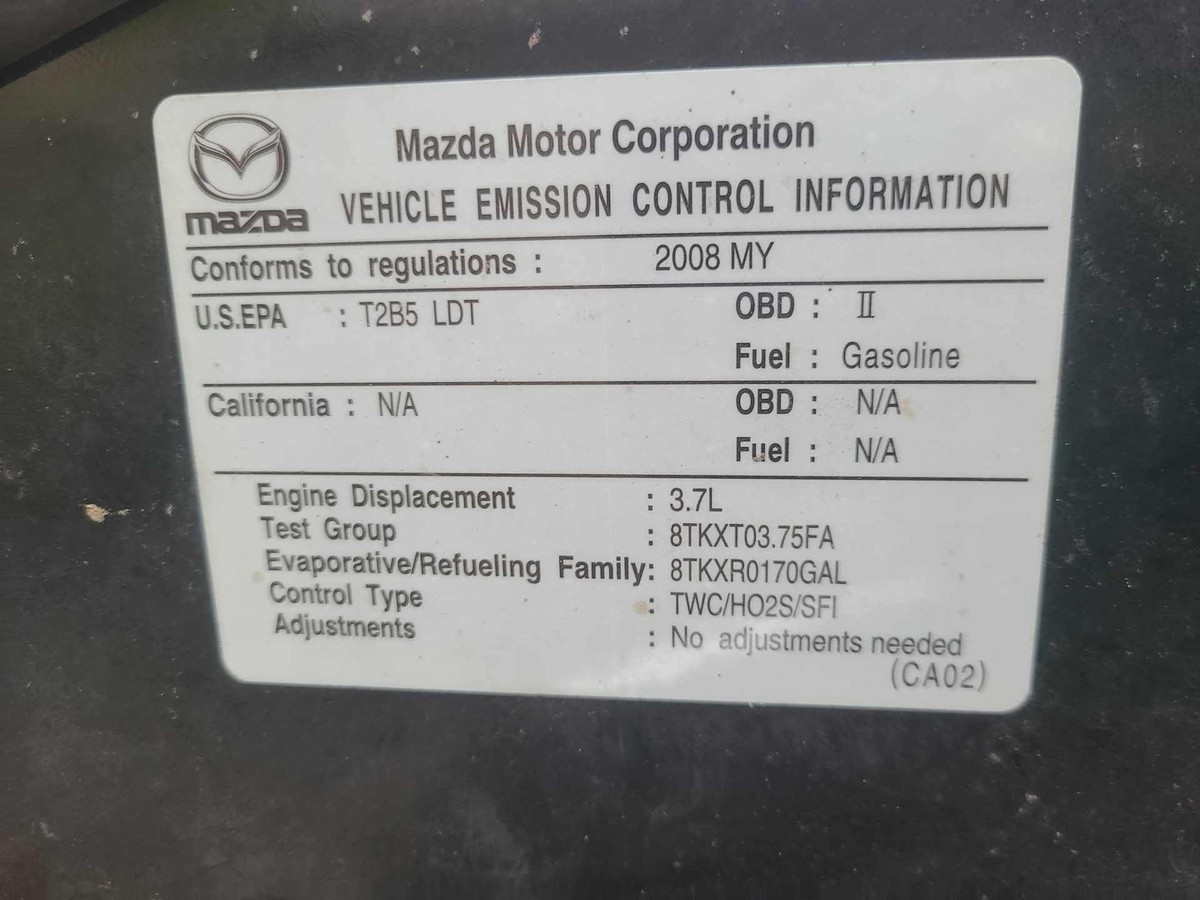 Mazda Motor Corporation
mazda
VEHICLE EMISSION CONTROL INFORMATION
Conforms to regulations : 2008 MY
U.S.EPA : T2B5 LDT OBD : II
Fuel : Gasoline
California : N/A OBD : N/A
Fuel : N/A
Engine Displacement : 3.7L
Test Group : 8TKXT03.75FA
Evaporative/Refueling Family: 8TKXR0170GAL
Control Type : TWC/HO2S/SFI
Adjustments : No adjustments needed
(CA02)